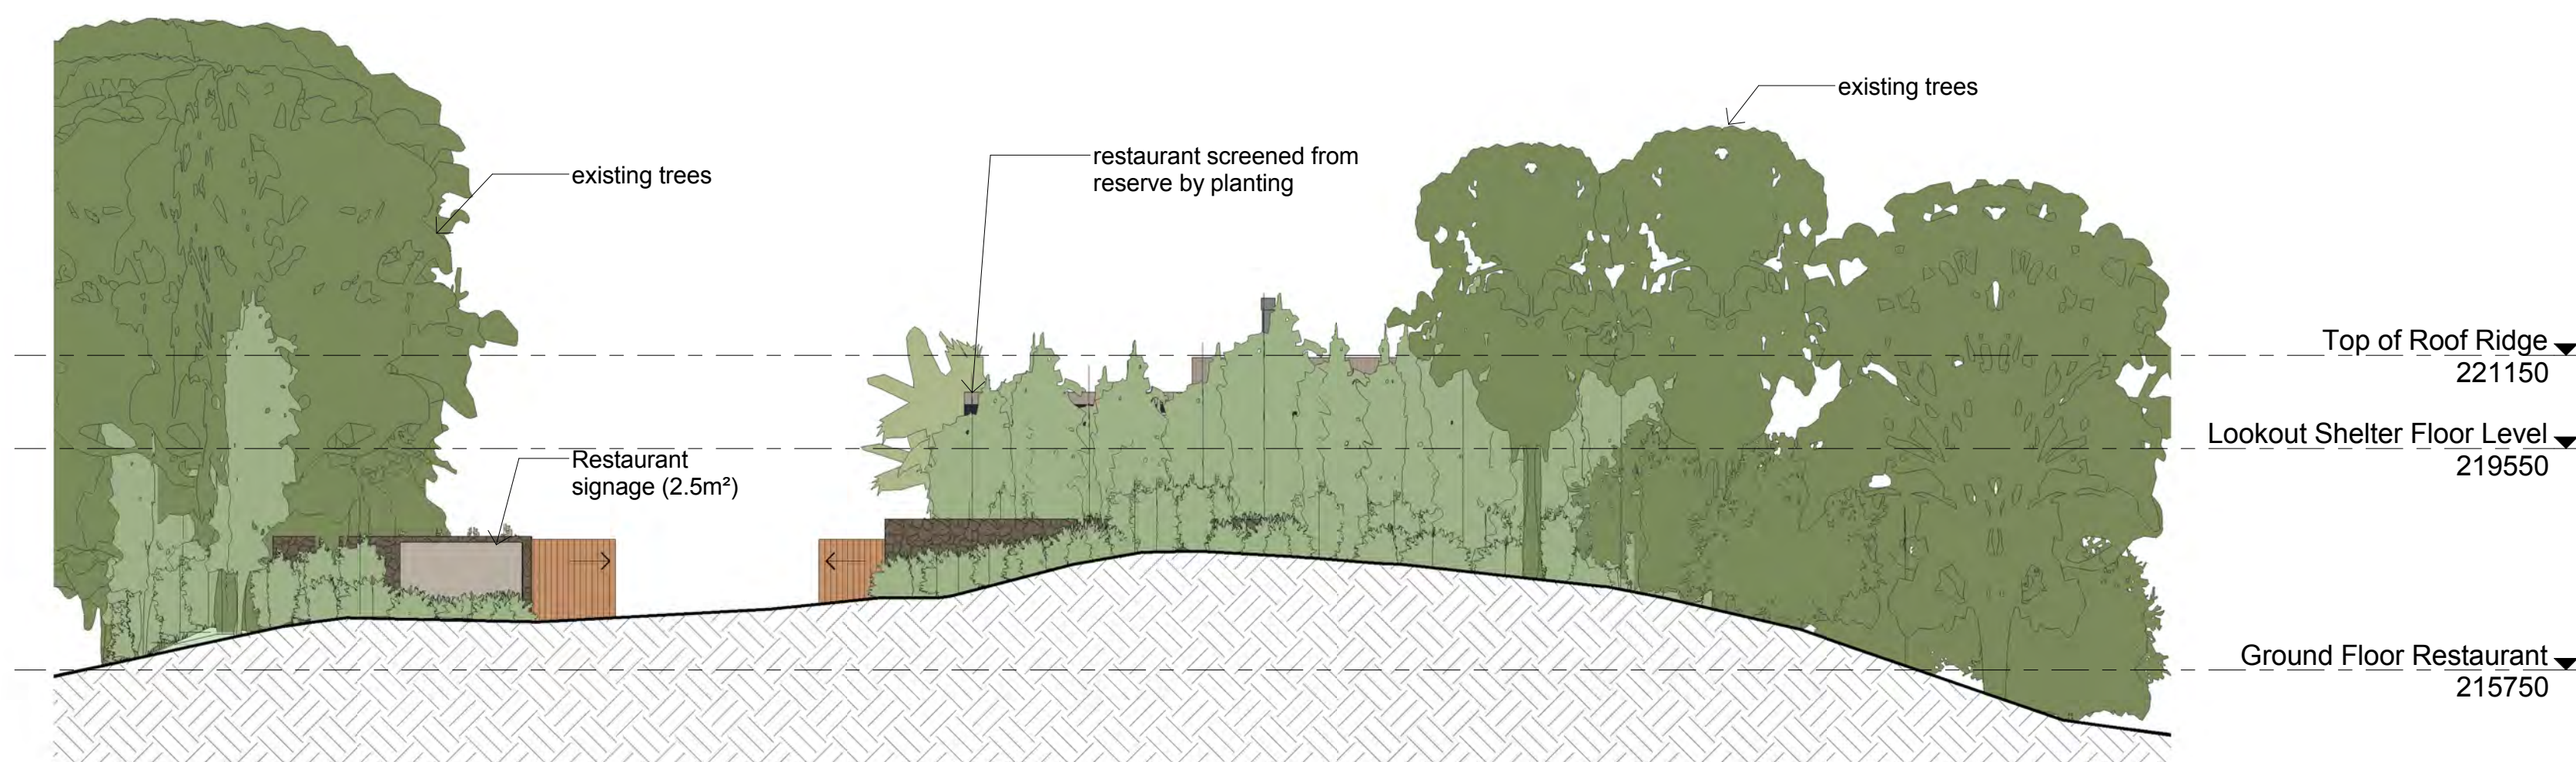 existing trees
restaurant screened from
reserve by planting
existing trees
Restaurant
signage (2.5m²)
Top of Roof Ridge
221150
Lookout Shelter Floor Level
219550
Ground Floor Restaurant
215750